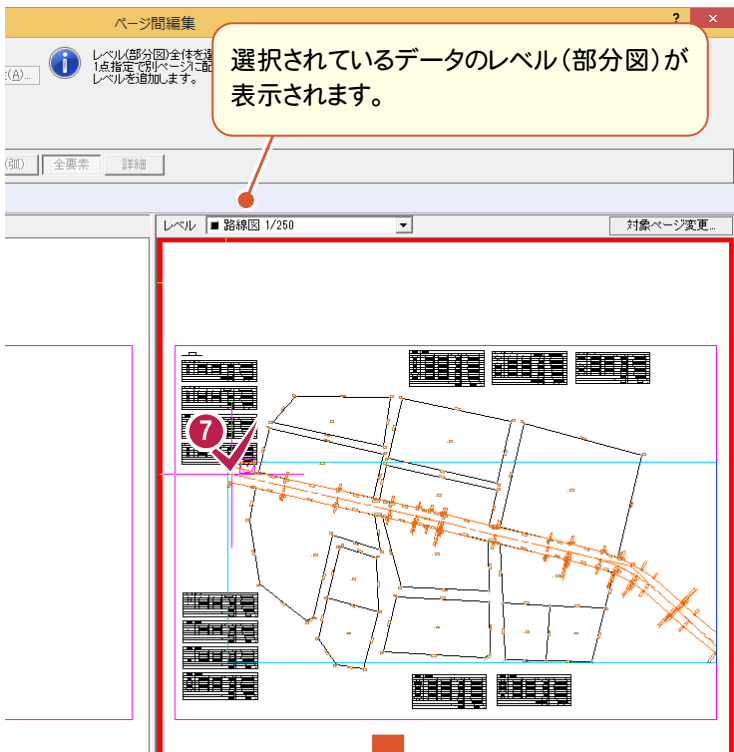 ページ間編集
? ×
レベル(部分図)全体を選
1点指定で別ページに配
レベルを追加します。
(A)...
選択されているデータのレベル(部分図)が
表示されます。
(弧) 全要素 詳細
レベル ■ 路線図 1/250 対象ページ変更...
7